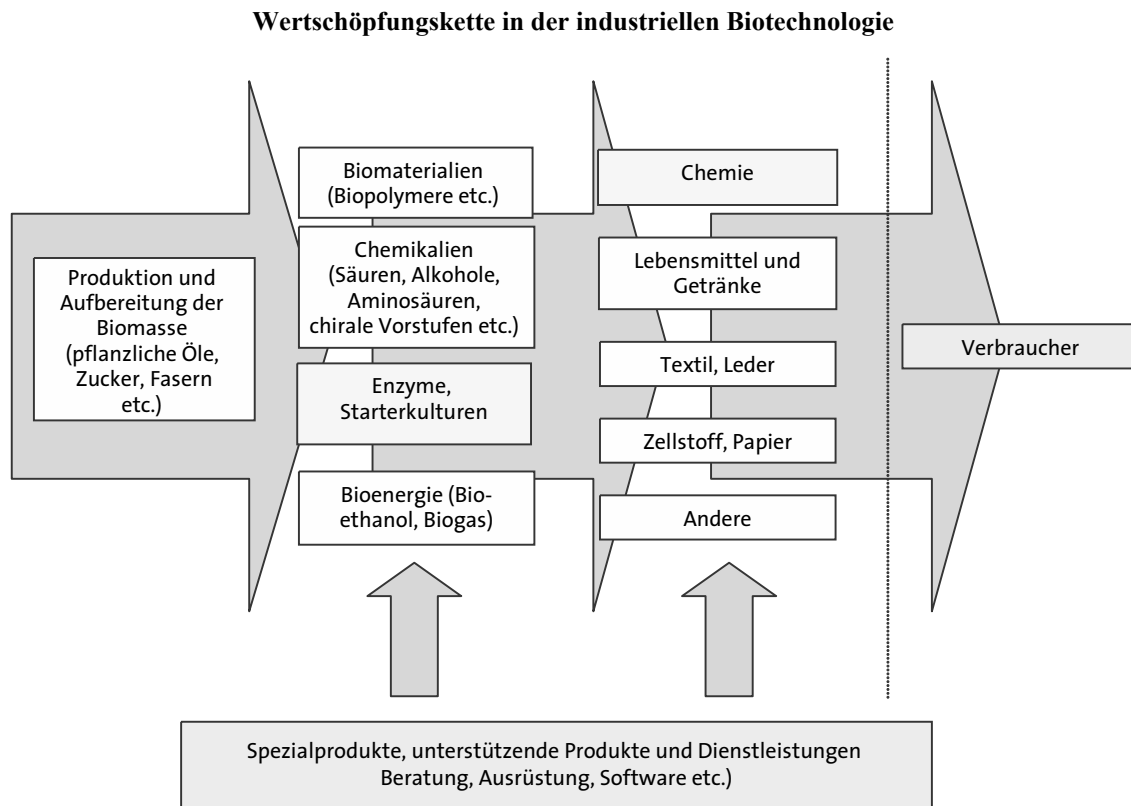 Wertschöpfungskette in der industriellen Biotechnologie
Produktion und
Aufbereitung der
Biomasse
(pflanzliche Öle,
Zucker, Fasern
etc.)
Biomaterialien
(Biopolymere etc.)
Chemikalien
(Säuren, Alkohole,
Aminosäuren,
chirale Vorstufen etc.)
Enzyme,
Starterkulturen
Bioenergie (Bio-
ethanol, Biogas)
Chemie
Lebensmittel und
Getränke
Textil, Leder
Zellstoff, Papier
Andere
Verbraucher
Spezialprodukte, unterstützende Produkte und Dienstleistungen
Beratung, Ausrüstung, Software etc.)